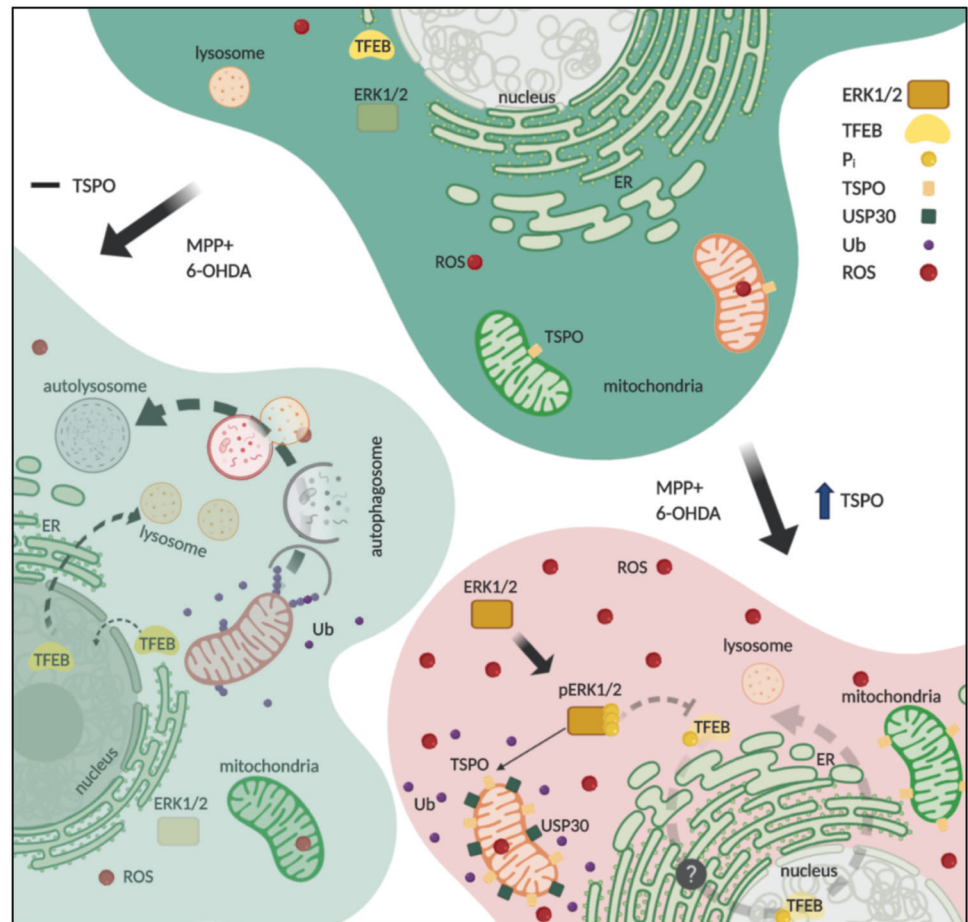 TFEB
lysosome
ERK1/2
nucleus
ER
ROS
TSPO
mitochondria
ERK1/2
TFEB
Pi
TSPO
USP30
Ub
ROS
TSPO
MPP+
6-OHDA
autolysosome
autophagosome
ER
lysosome
Ub
TFEB
TFEB
nucleus
mitochondria
ERK1/2
ROS
MPP+
6-OHDA
TSPO
ROS
ERK1/2
lysosome
pERK1/2
mitochondria
TFEB
TSPO
ER
Ub
USP30
nucleus
?
TFEB